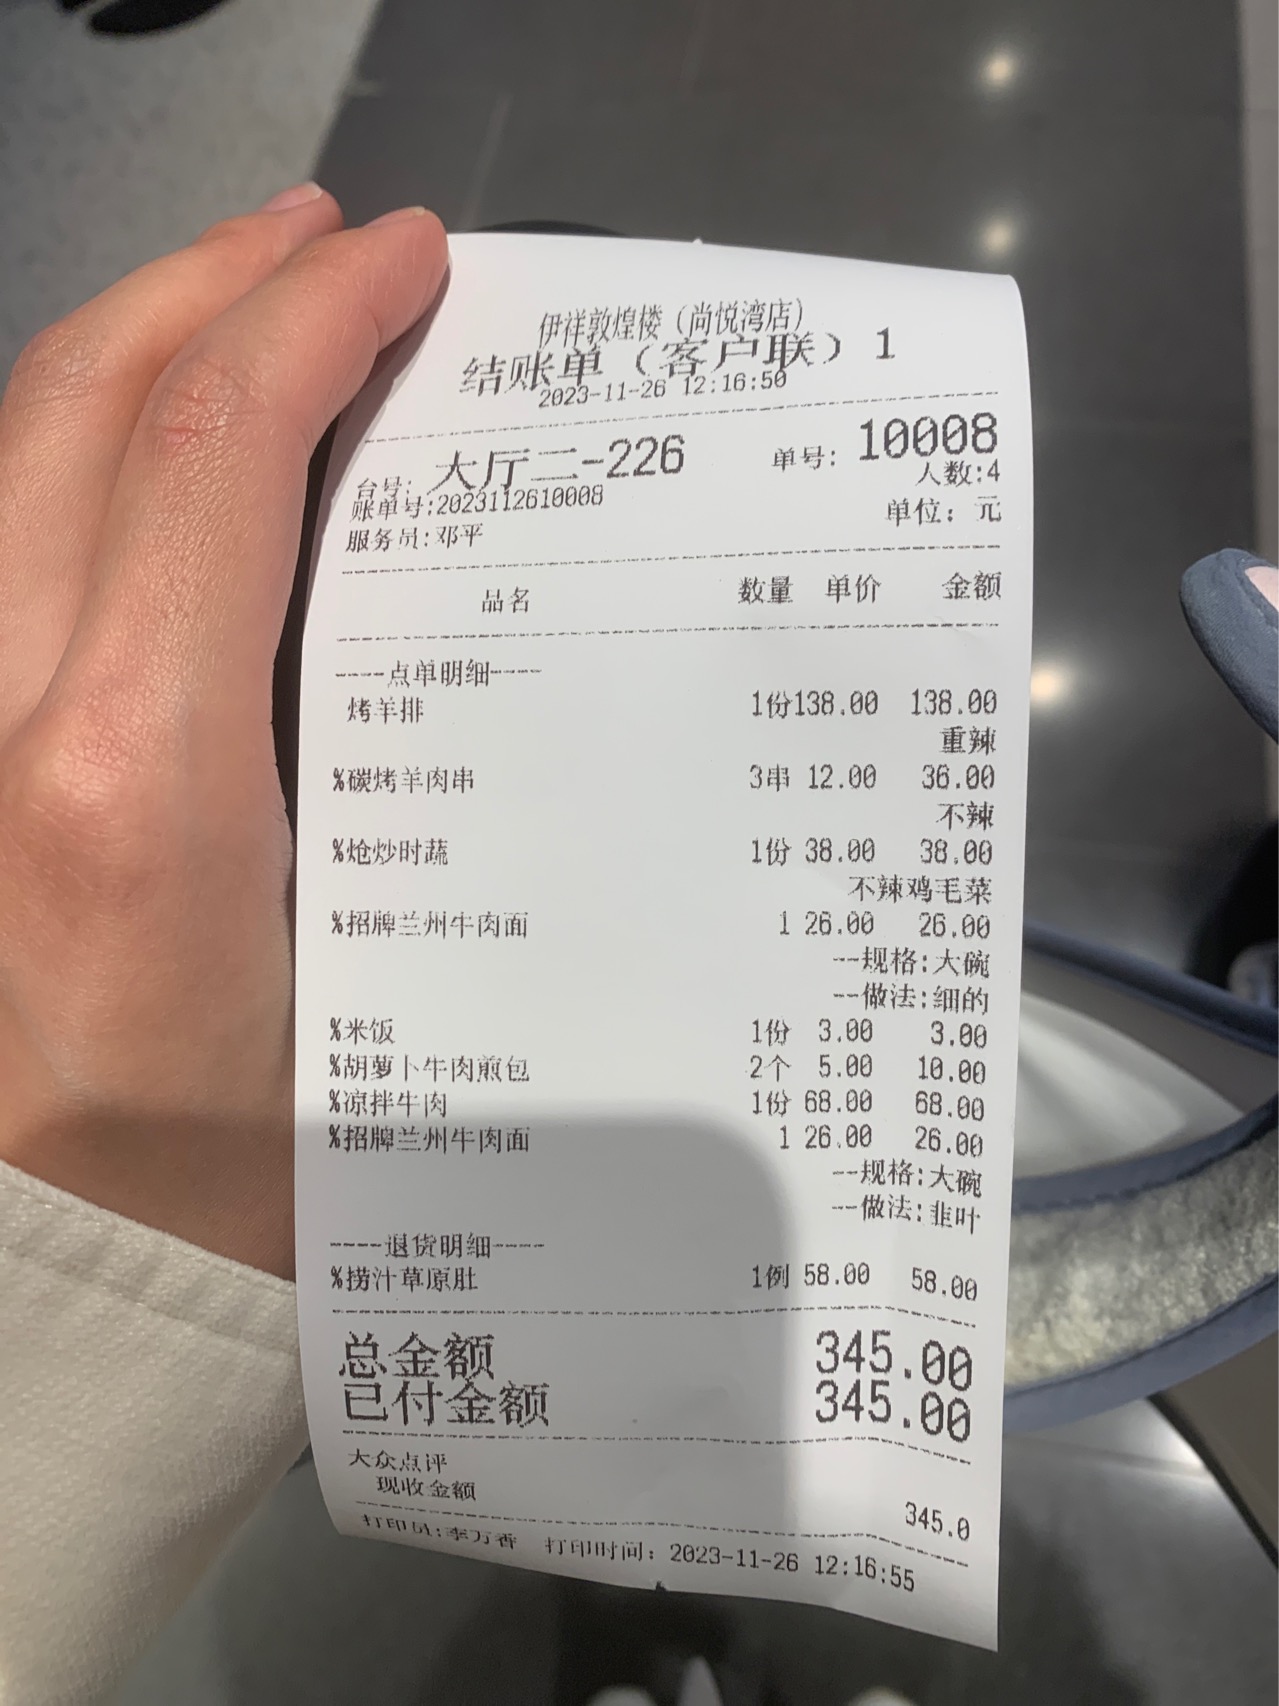 伊祥敦煌楼（尚悦湾店）
结账单（客户联）1
2023-11-26 12:16:50
台号: 大厅二-226 单号: 10008
人数:4
账单号:2023112610008
单位: 元
服务员:邓平
品名 数量 单价 金额
----点单明细----
烤羊排 1份138.00 138.00
重辣
%碳烤羊肉串 3串 12.00 36.00
不辣
%炝炒时蔬 1份 38.00 38.00
不辣鸡毛菜
%招牌兰州牛肉面 1 26.00 26.00
--规格:大碗
--做法:细的
%米饭 1份 3.00 3.00
%胡萝卜牛肉煎包 2个 5.00 10.00
%凉拌牛肉 1份 68.00 68.00
%招牌兰州牛肉面 1 26.00 26.00
--规格:大碗
--做法:韭叶
----退货明细----
%捞汁草原肚 1例 58.00 58.00
总金额 345.00
已付金额 345.00
大众点评
现收金额 345.0
打印员:李万香 打印时间: 2023-11-26 12:16:55